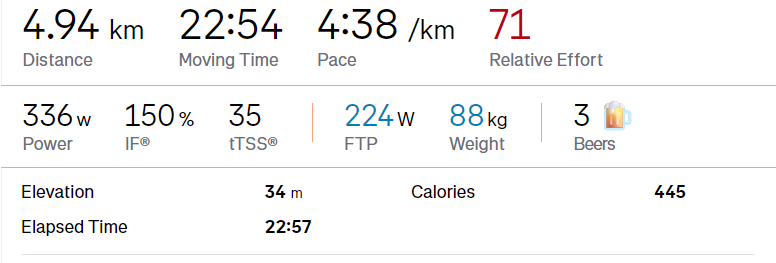 4.94 km 22:54 4:38 /km 71
Distance Moving Time Pace Relative Effort
336 w 150 % 35 224 W 88 kg 3
Power IF® tTSS® FTP Weight Beers
Elevation 34 m Calories 445
Elapsed Time 22:57